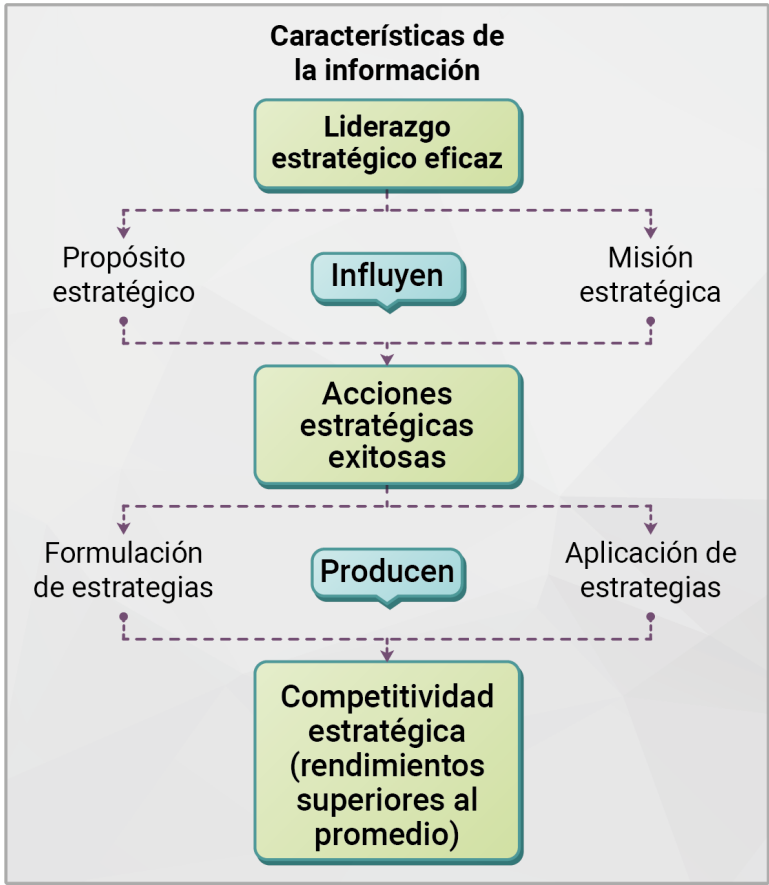 Características de
la información
Liderazgo
estratégico eficaz
Propósito
estratégico
Influyen
Misión
estratégica
Acciones
estratégicas
exitosas
Formulación
de estrategias
Producen
Aplicación de
estrategias
Competitividad
estratégica
(rendimientos
superiores al
promedio)